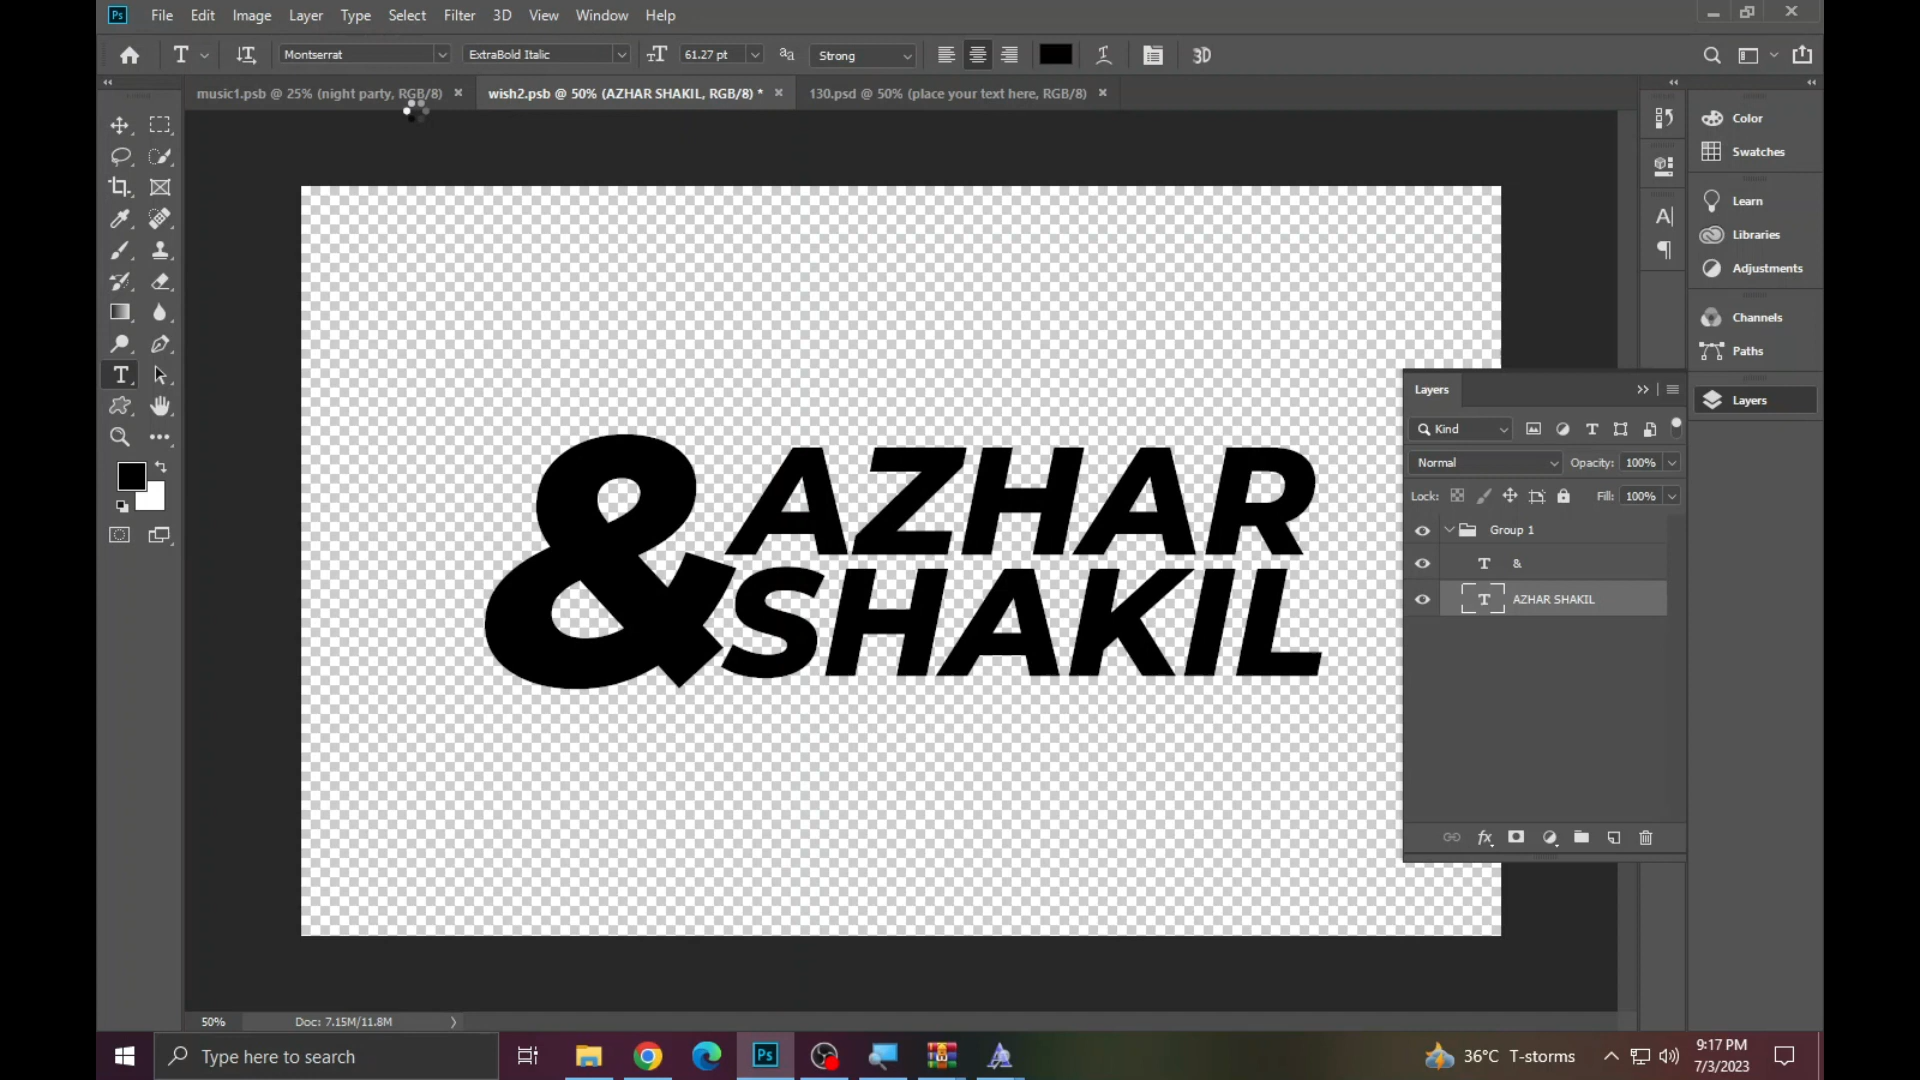 Ps File Edit Image Layer Type Select Filter 3D View Window Help
T Montserrat ExtraBold Italic 61.27 pt aa Strong 3D
music1.psb @ 25% (night party, RGB/8) × wish2.psb @ 50% (AZHAR SHAKIL, RGB/8) * × 130.psd @ 50% (place your text here, RGB/8) ×
Color
Swatches
Learn
Libraries
Adjustments
Channels
Paths
Layers
&
AZHAR
SHAKIL
Layers
Kind
Normal Opacity: 100%
Lock: Fill: 100%
Group 1
T &
T AZHAR SHAKIL
fx
50% Doc: 7.15M/11.8M
Type here to search
Ps
36°C T-storms
9:17 PM
7/3/2023